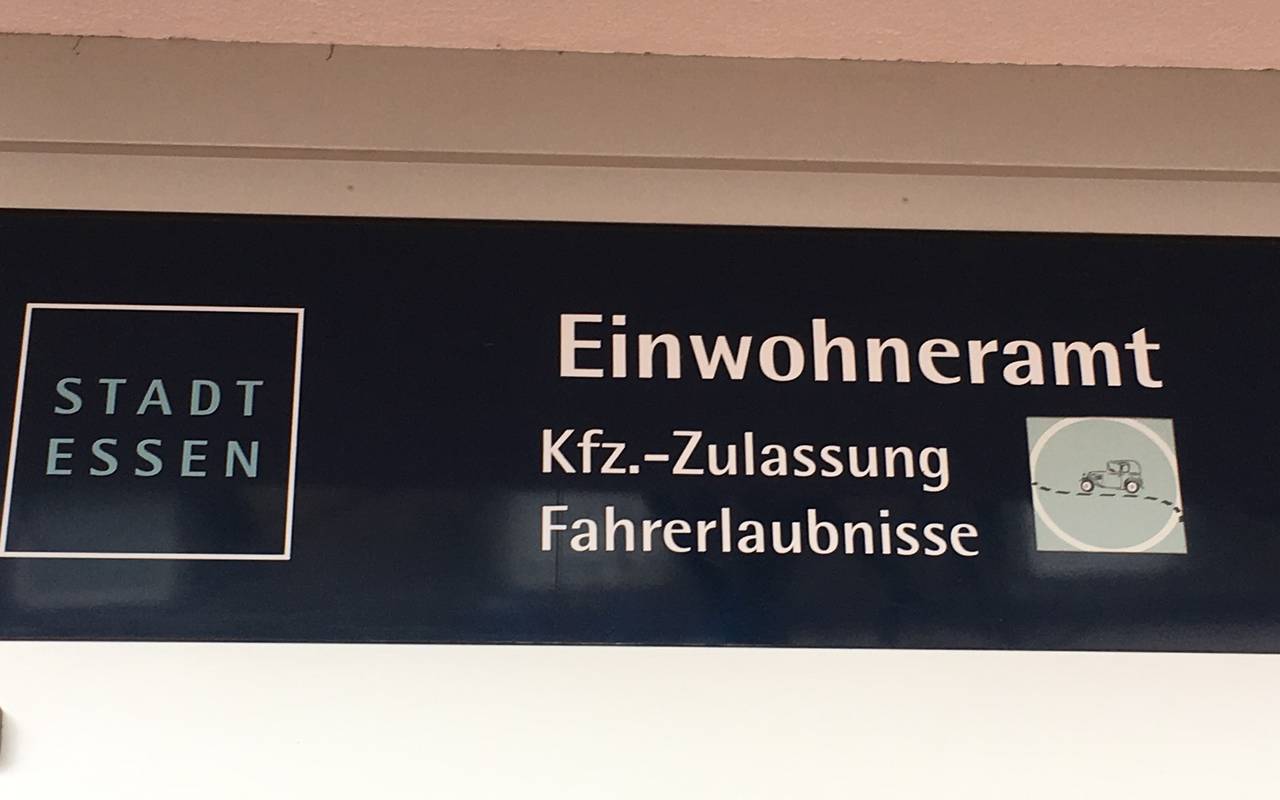 STADT
ESSEN
Einwohneramt
Kfz.-Zulassung
Fahrerlaubnisse